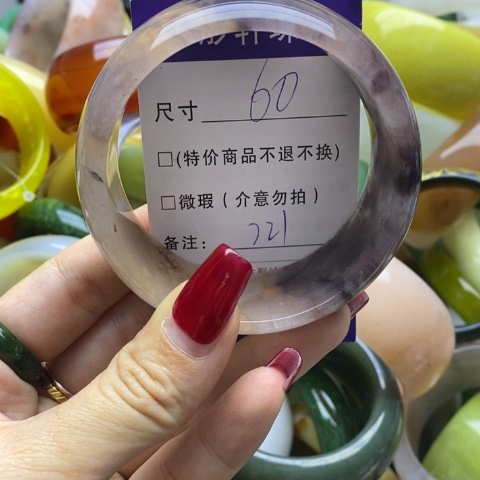 尺寸 60
□(特价商品不退不换)
□微瑕(介意勿拍)
备注: 321